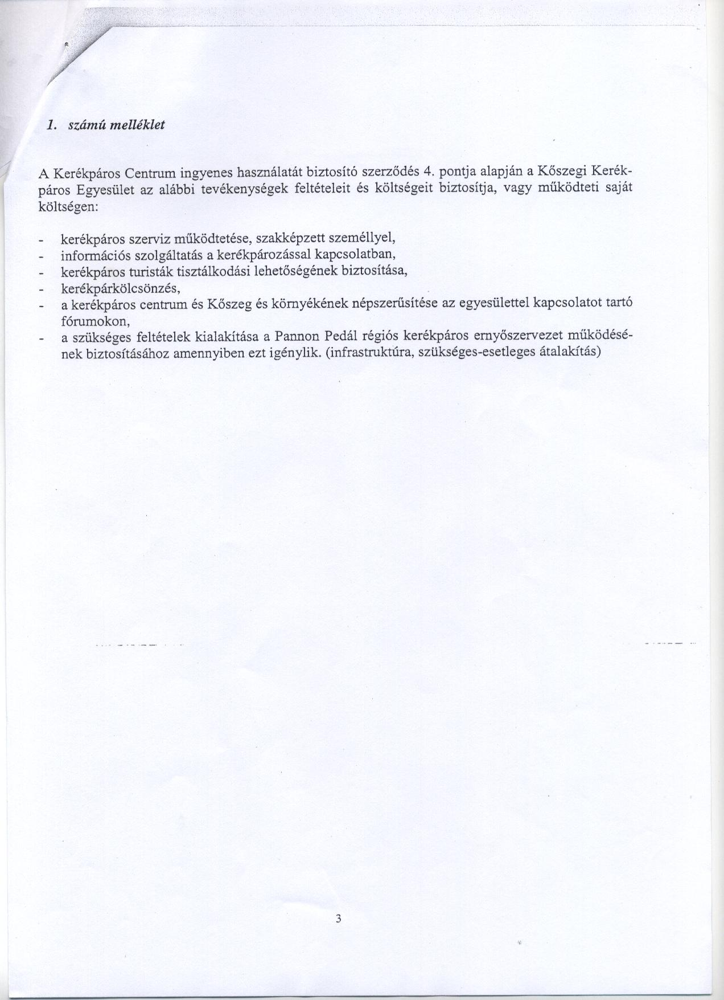 1. számú melléklet
A Kerékpáros Centrum ingyenes használatát biztosító szerződés 4. pontja alapján a Kőszegi Kerék-
páros Egyesület az alábbi tevékenységek feltételeit és költségeit biztosítja, vagy működteti saját
költségen:
- kerékpáros szerviz működtetése, szakképzett személlyel,
- információs szolgáltatás a kerékpározással kapcsolatban,
- kerékpáros turisták tisztálkodási lehetőségének biztosítása,
- kerékpárkölcsönzés,
- a kerékpáros centrum és Kőszeg és környékének népszerűsítése az egyesülettel kapcsolatot tartó
fórumokon,
- a szükséges feltételek kialakítása a Pannon Pedál régiós kerékpáros ernyőszervezet működésé-
nek biztosításához amennyiben ezt igénylik. (infrastruktúra, szükséges-esetleges átalakítás)
3